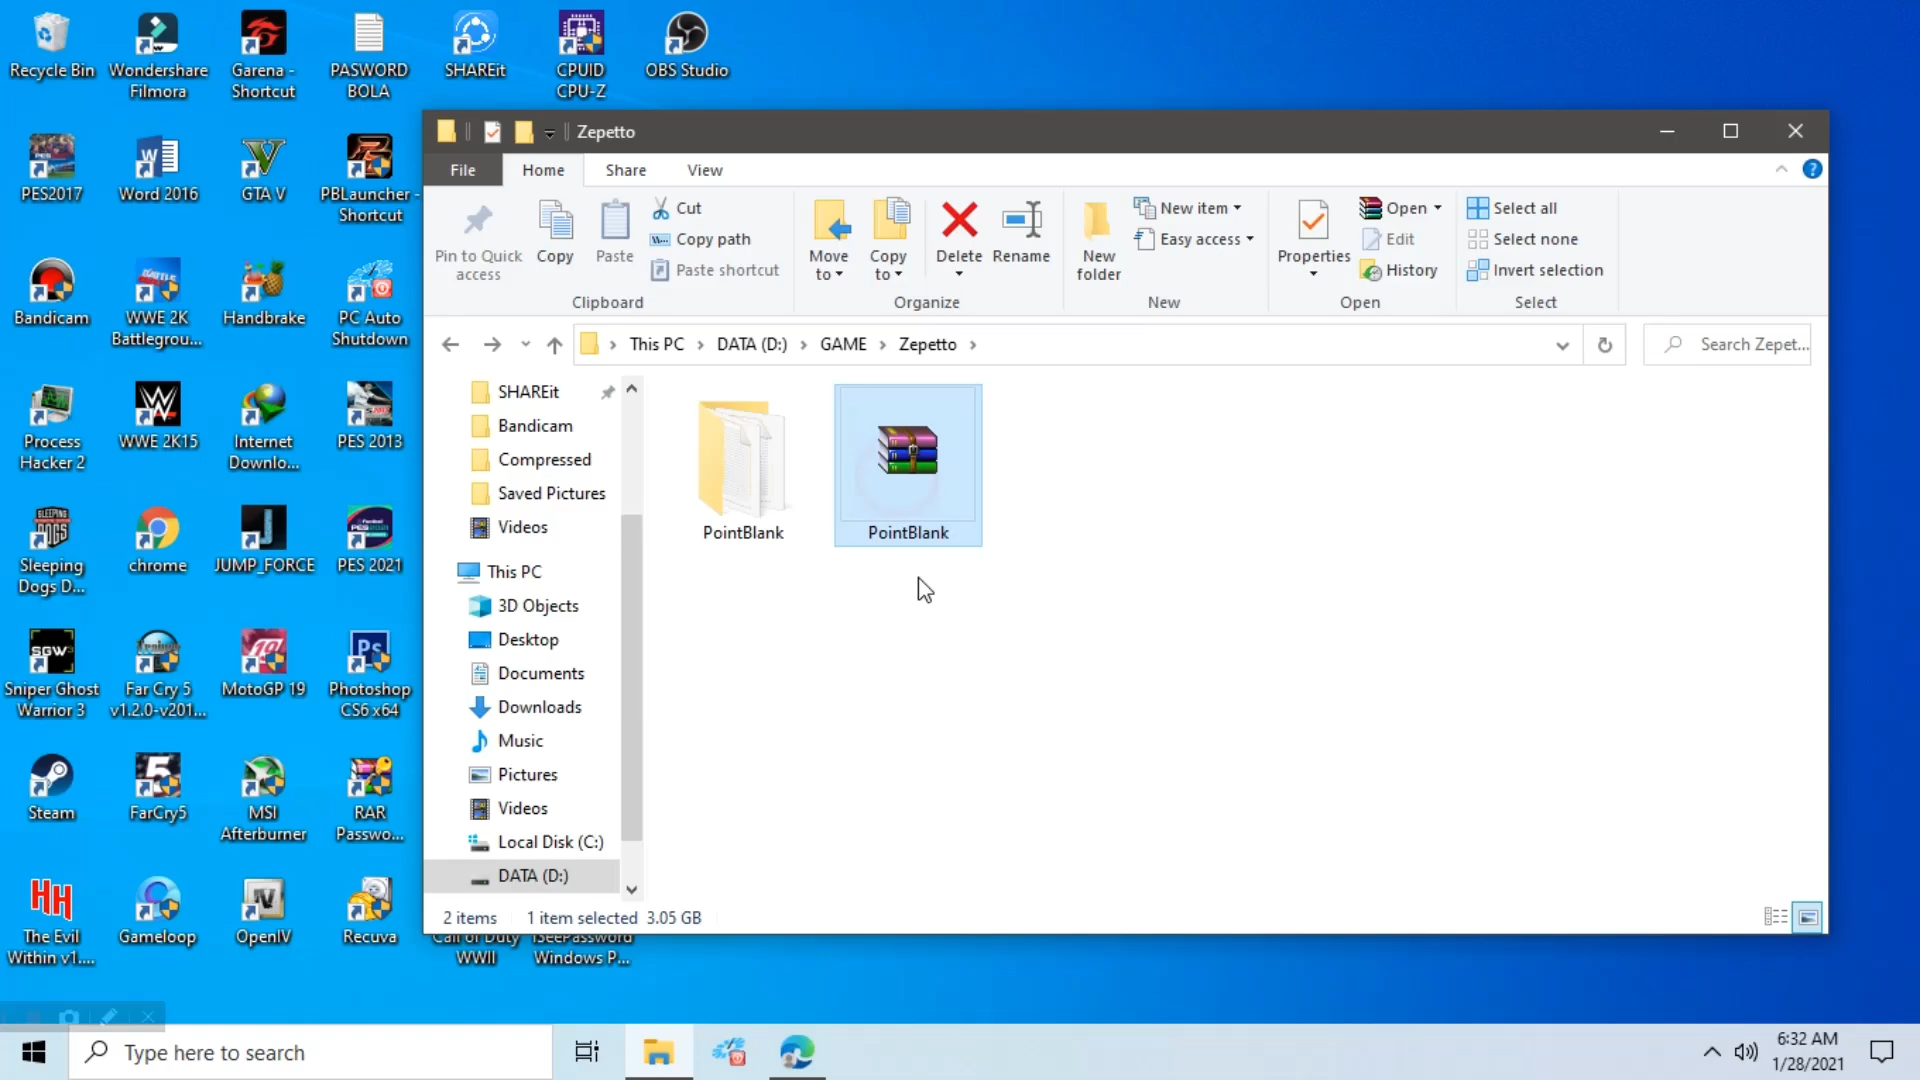 Recycle Bin
Wondershare
Filmora
Garena -
Shortcut
PASWORD
BOLA
SHAREit
CPUID
CPU-Z
OBS Studio
PES2017
Word 2016
GTA V
PBLauncher -
Shortcut
Bandicam
WWE 2K
Battlegrou...
Handbrake
PC Auto
Shutdown
Process
Hacker 2
WWE 2K15
Internet
Downlo...
PES 2013
Sleeping
Dogs D...
chrome
JUMP_FORCE
PES 2021
Sniper Ghost
Warrior 3
Far Cry 5
v1.2.0-v201...
MotoGP 19
Photoshop
CS6 x64
Steam
FarCry5
MSI
Afterburner
RAR
Passwo...
The Evil
Within v1....
Gameloop
OpenIV
Recuva
Call of Duty
WWII
iSeePassword
Windows P...
Zepetto
File
Home
Share
View
Pin to Quick
access
Copy
Paste
Cut
Copy path
Paste shortcut
Clipboard
Move
to
Copy
to
Delete
Rename
Organize
New
folder
New item
Easy access
New
Properties
Open
Edit
History
Open
Select all
Select none
Invert selection
Select
This PC > DATA (D:) > GAME > Zepetto >
Search Zepet...
SHAREit
Bandicam
Compressed
Saved Pictures
Videos
This PC
3D Objects
Desktop
Documents
Downloads
Music
Pictures
Videos
Local Disk (C:)
DATA (D:)
PointBlank
PointBlank
2 items
1 item selected 3.05 GB
Type here to search
6:32 AM
1/28/2021